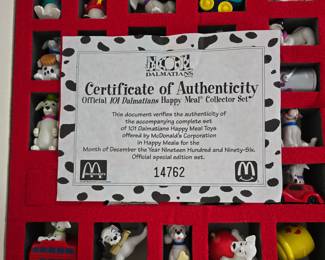 101
DALMATIANS
Certificate of Authenticity
Official 101 Dalmatians Happy Meal® Collector Set™
This document verifies the authenticity of
the accompanying complete set
of 101 Dalmatians Happy Meal Toys
offered by McDonald's Corporation
in Happy Meals for the
Month of December the Year Nineteen Hundred and Ninety-Six.
Official special edition set.
14762